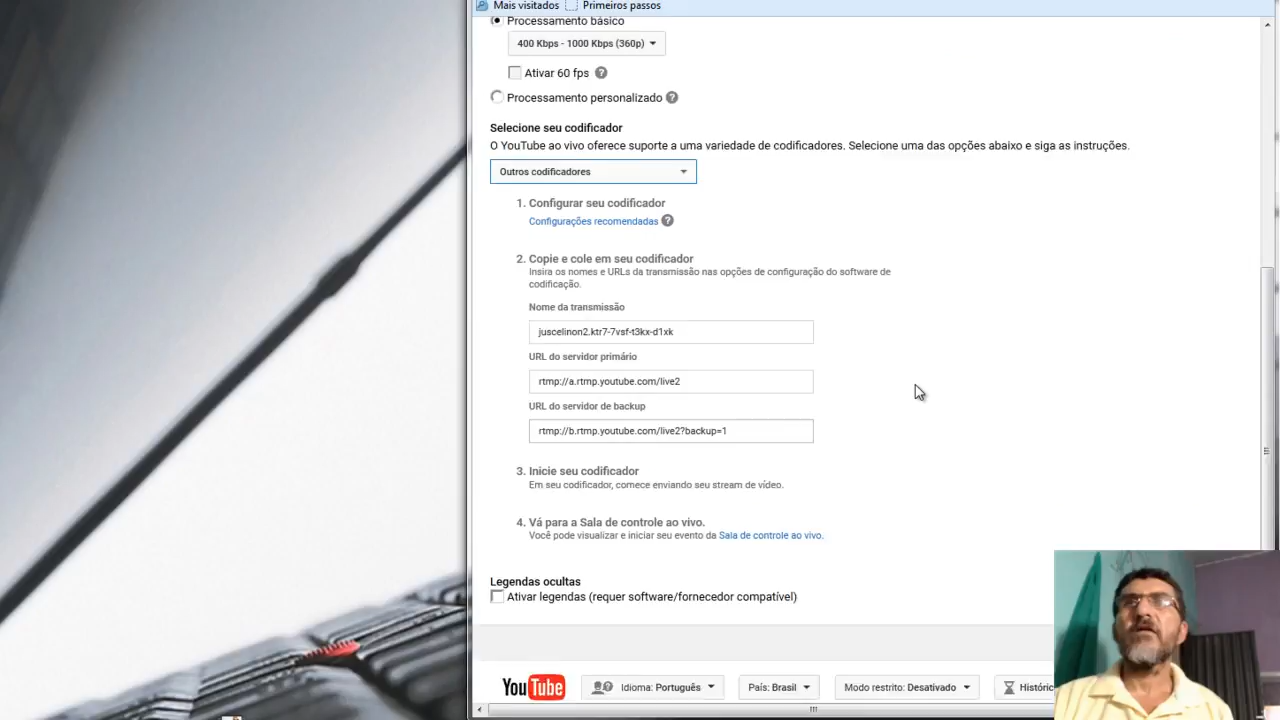 Mais visitados Primeiros passos
Processamento básico
400 Kbps - 1000 Kbps (360p)
Ativar 60 fps ?
Processamento personalizado ?
Selecione seu codificador
O YouTube ao vivo oferece suporte a uma variedade de codificadores. Selecione uma das opções abaixo e siga as instruções.
Outros codificadores
1. Configurar seu codificador
Configurações recomendadas ?
2. Copie e cole em seu codificador
Insira os nomes e URLs da transmissão nas opções de configuração do software de
codificação.
Nome da transmissão
juscelinon2.ktr7-7vsf-t3kx-d1xk
URL do servidor primário
rtmp://a.rtmp.youtube.com/live2
URL do servidor de backup
rtmp://b.rtmp.youtube.com/live2?backup=1
3. Inicie seu codificador
Em seu codificador, comece enviando seu stream de vídeo.
4. Vá para a Sala de controle ao vivo.
Você pode visualizar e iniciar seu evento da Sala de controle ao vivo.
Legendas ocultas
Ativar legendas (requer software/fornecedor compatível)
YouTube Idioma: Português País: Brasil Modo restrito: Desativado Históric